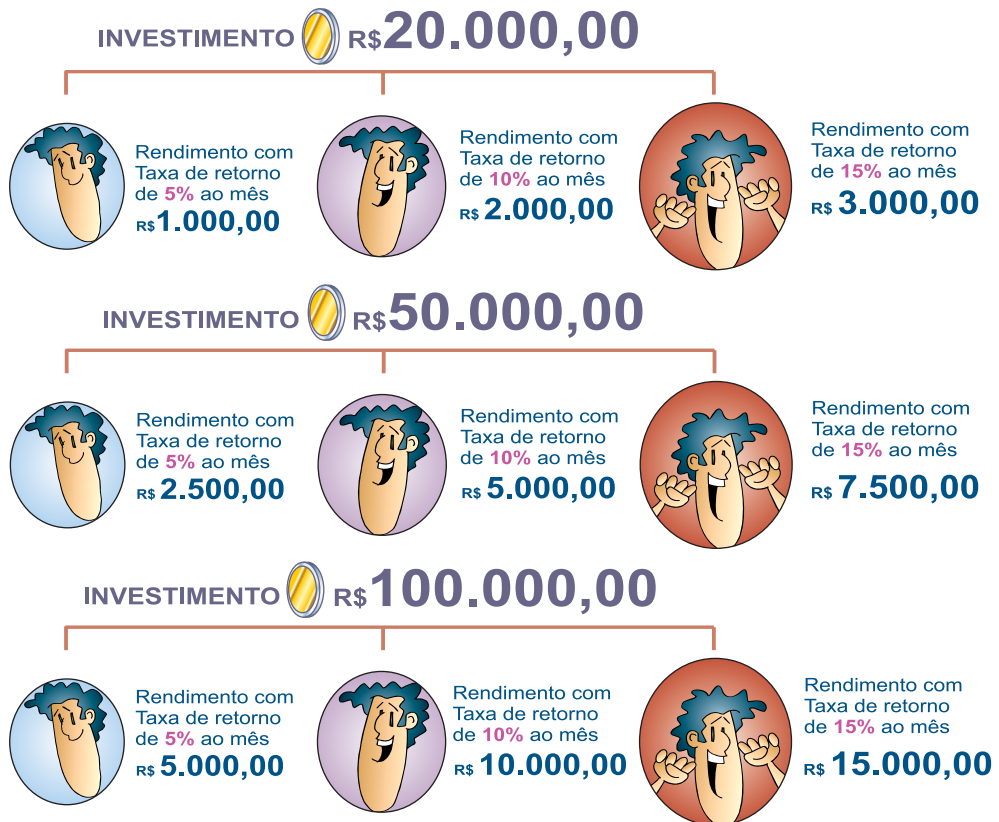 INVESTIMENTO R$20.000,00
Rendimento com
Taxa de retorno
de 5% ao mês
R$1.000,00
Rendimento com
Taxa de retorno
de 10% ao mês
R$ 2.000,00
Rendimento com
Taxa de retorno
de 15% ao mês
R$ 3.000,00
INVESTIMENTO R$50.000,00
Rendimento com
Taxa de retorno
de 5% ao mês
R$ 2.500,00
Rendimento com
Taxa de retorno
de 10% ao mês
R$ 5.000,00
Rendimento com
Taxa de retorno
de 15% ao mês
R$ 7.500,00
INVESTIMENTO R$100.000,00
Rendimento com
Taxa de retorno
de 5% ao mês
R$ 5.000,00
Rendimento com
Taxa de retorno
de 10% ao mês
R$ 10.000,00
Rendimento com
Taxa de retorno
de 15% ao mês
R$ 15.000,00